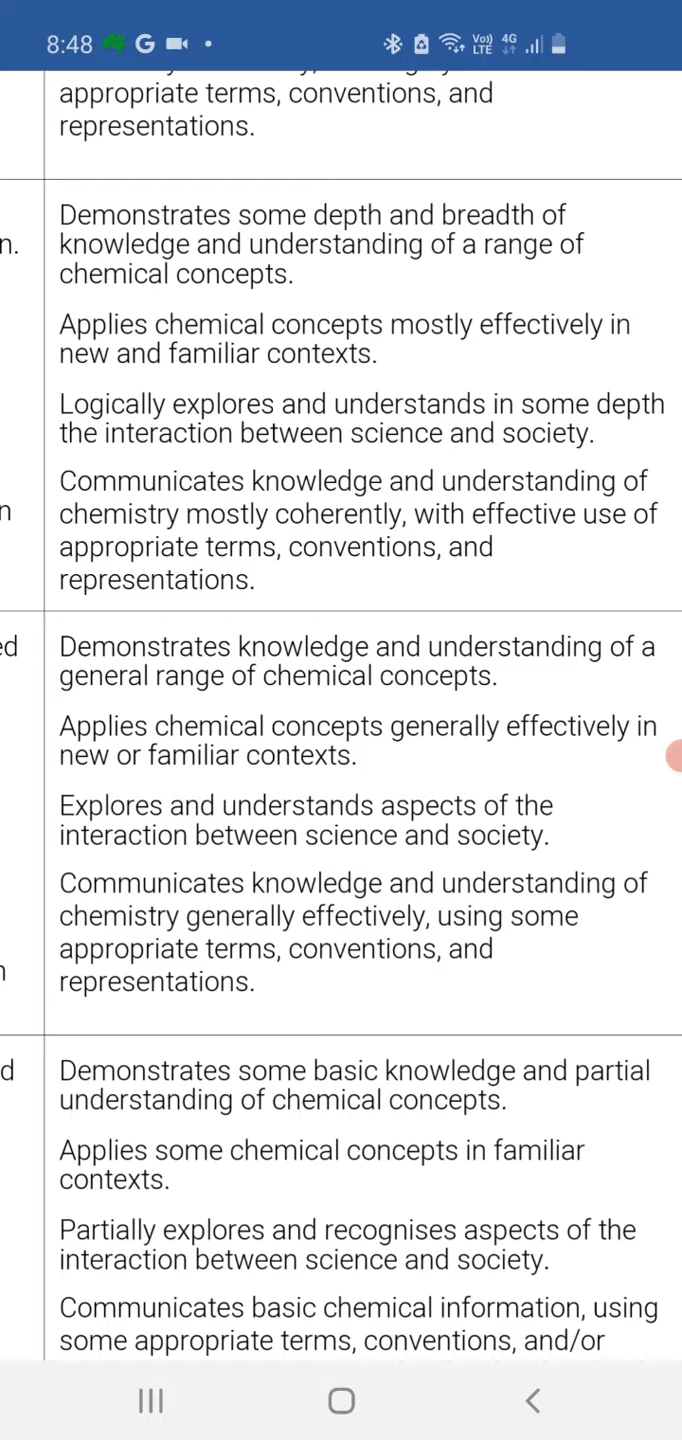 8:48
G
Vo))
LTE
4G
appropriate terms, conventions, and
representations.
n.
Demonstrates some depth and breadth of
knowledge and understanding of a range of
chemical concepts.
Applies chemical concepts mostly effectively in
new and familiar contexts.
Logically explores and understands in some depth
the interaction between science and society.
n
Communicates knowledge and understanding of
chemistry mostly coherently, with effective use of
appropriate terms, conventions, and
representations.
ed
Demonstrates knowledge and understanding of a
general range of chemical concepts.
Applies chemical concepts generally effectively in
new or familiar contexts.
Explores and understands aspects of the
interaction between science and society.
Communicates knowledge and understanding of
chemistry generally effectively, using some
appropriate terms, conventions, and
representations.
n
d
Demonstrates some basic knowledge and partial
understanding of chemical concepts.
Applies some chemical concepts in familiar
contexts.
Partially explores and recognises aspects of the
interaction between science and society.
Communicates basic chemical information, using
some appropriate terms, conventions, and/or